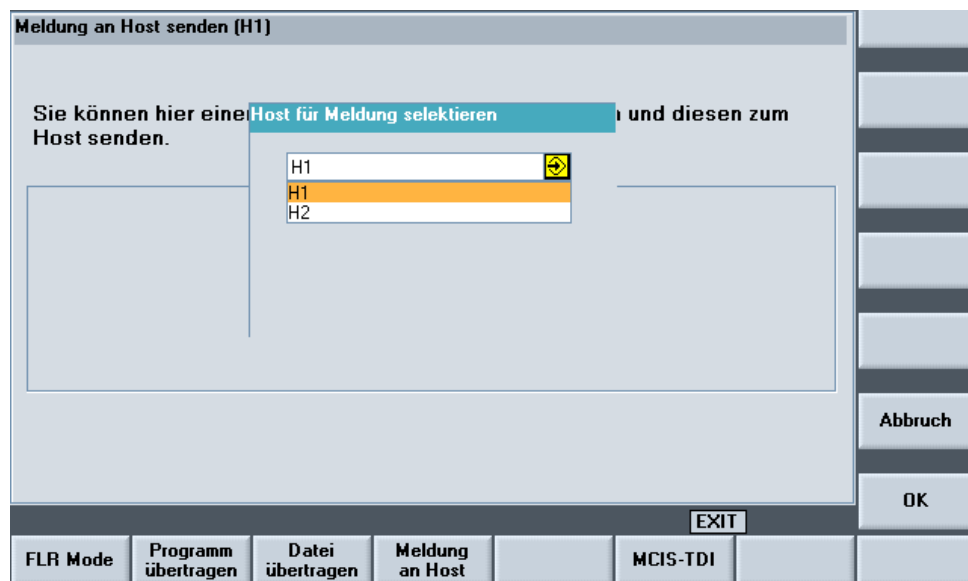 Meldung an Host senden (H1)
Sie können hier einen
und diesen zum
Host senden.
Host für Meldung selektieren
H1
H1
H2
Abbruch
OK
EXIT
FLR Mode
Programm
übertragen
Datei
übertragen
Meldung
an Host
MCIS-TDI